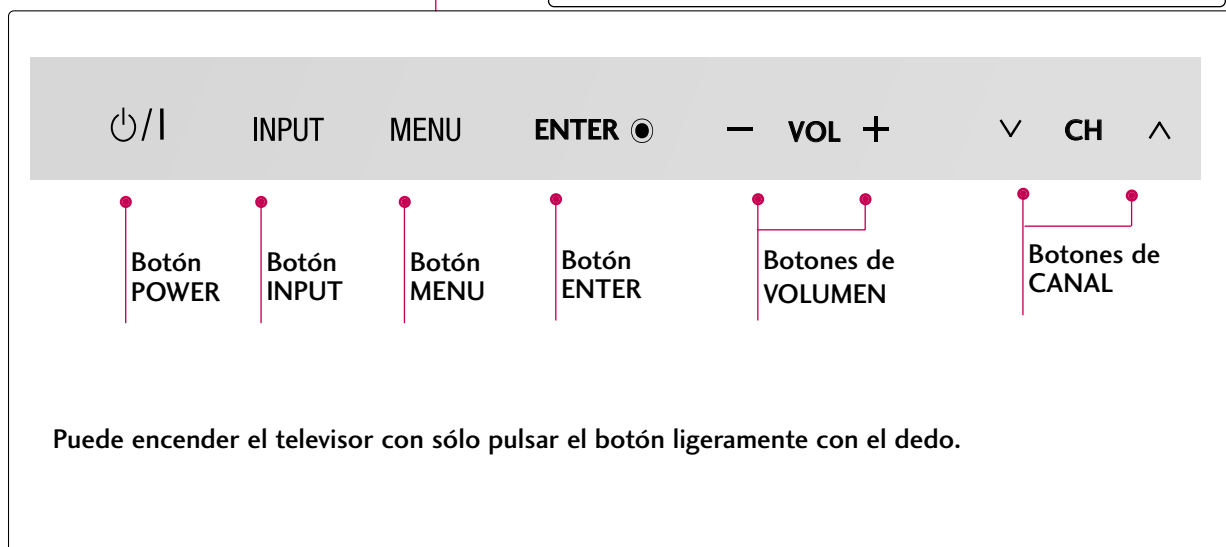 ⏻/I INPUT MENU ENTER ◉ − VOL + ∨ CH ∧
Botón
POWER
Botón
INPUT
Botón
MENU
Botón
ENTER
Botones de
VOLUMEN
Botones de
CANAL
Puede encender el televisor con sólo pulsar el botón ligeramente con el dedo.